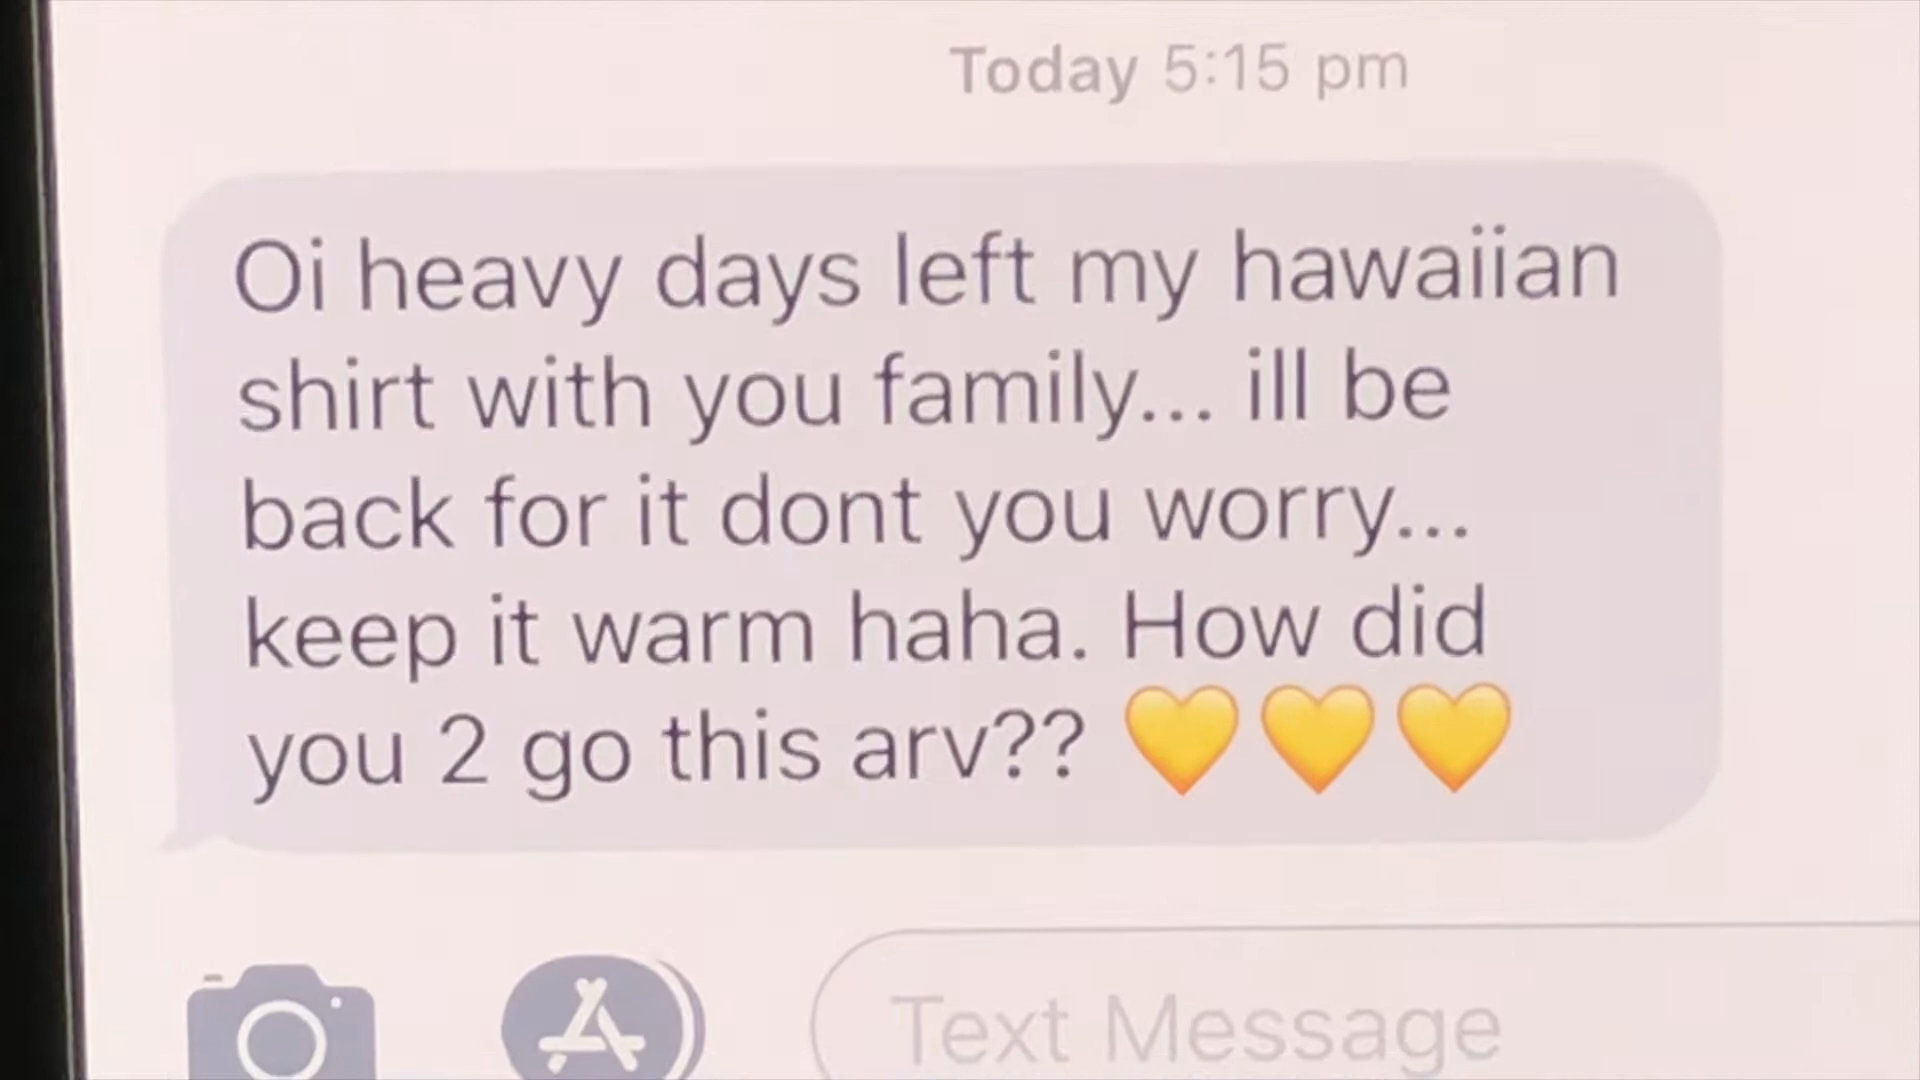 Today 5:15 pm
Oi heavy days left my hawaiian
shirt with you family... ill be
back for it dont you worry...
keep it warm haha. How did
you 2 go this arv?? 💛💛💛
Text Message